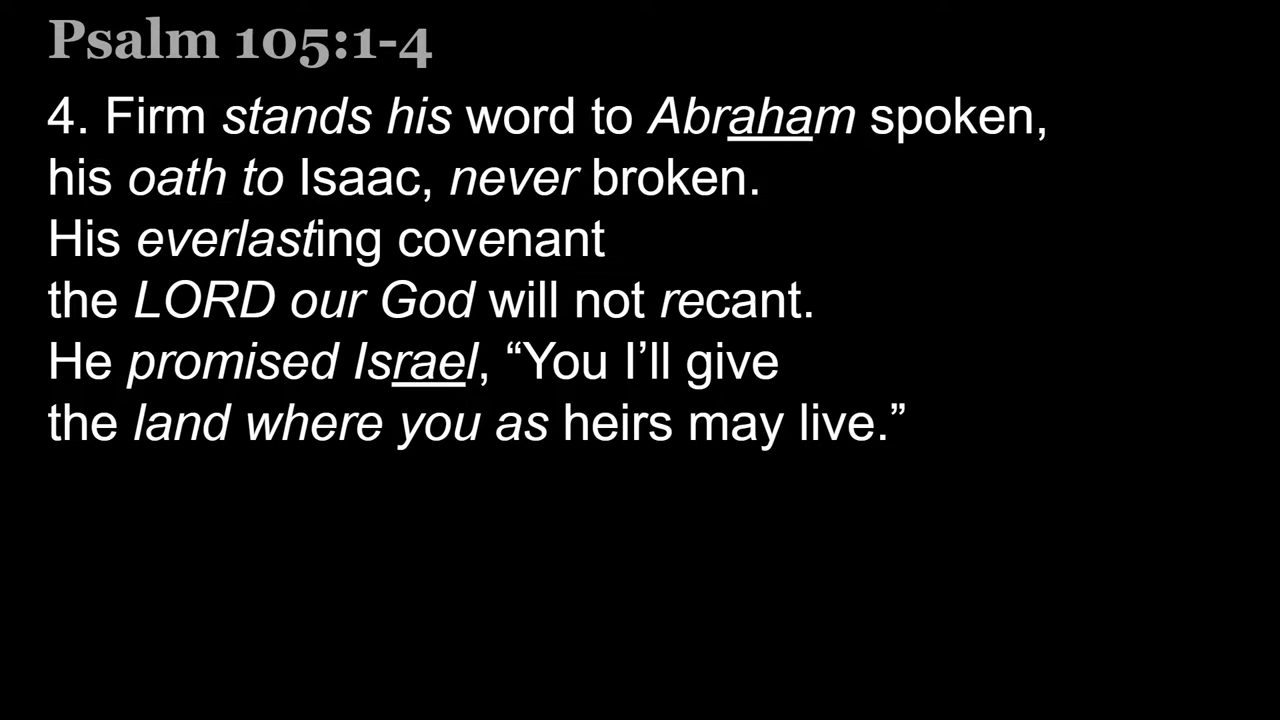 Psalm 105:1-4
4. Firm stands his word to Abraham spoken,
his oath to Isaac, never broken.
His everlasting covenant
the LORD our God will not recant.
He promised Israel, “You I’ll give
the land where you as heirs may live.”